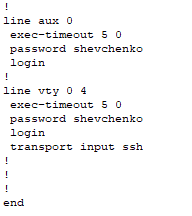 !
line aux 0
 exec-timeout 5 0
 password shevchenko
 login
!
line vty 0 4
 exec-timeout 5 0
 password shevchenko
 login
 transport input ssh
!
!
!
end